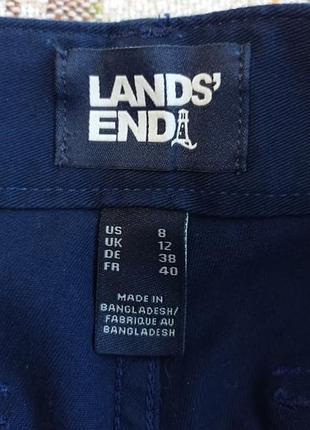 LANDS'
END
US 8
UK 12
DE 38
FR 40
MADE IN
BANGLADESH/
FABRIQUE AU
BANGLADESH